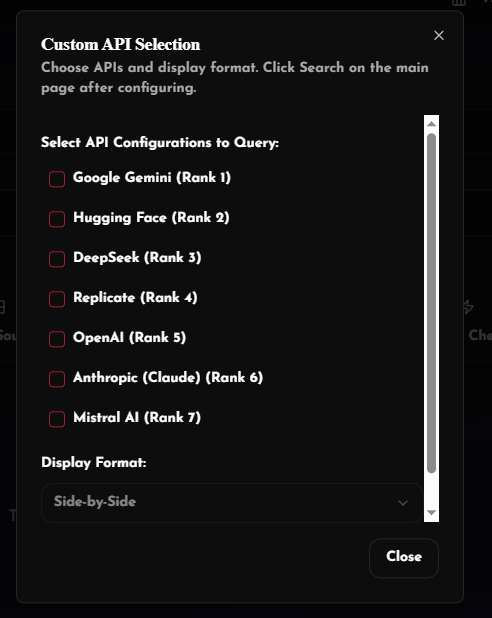 Custom API Selection
Choose APIs and display format. Click Search on the main
page after configuring.
Select API Configurations to Query:
Google Gemini (Rank 1)
Hugging Face (Rank 2)
DeepSeek (Rank 3)
Replicate (Rank 4)
OpenAI (Rank 5)
Anthropic (Claude) (Rank 6)
Mistral AI (Rank 7)
Display Format:
Side-by-Side
Close